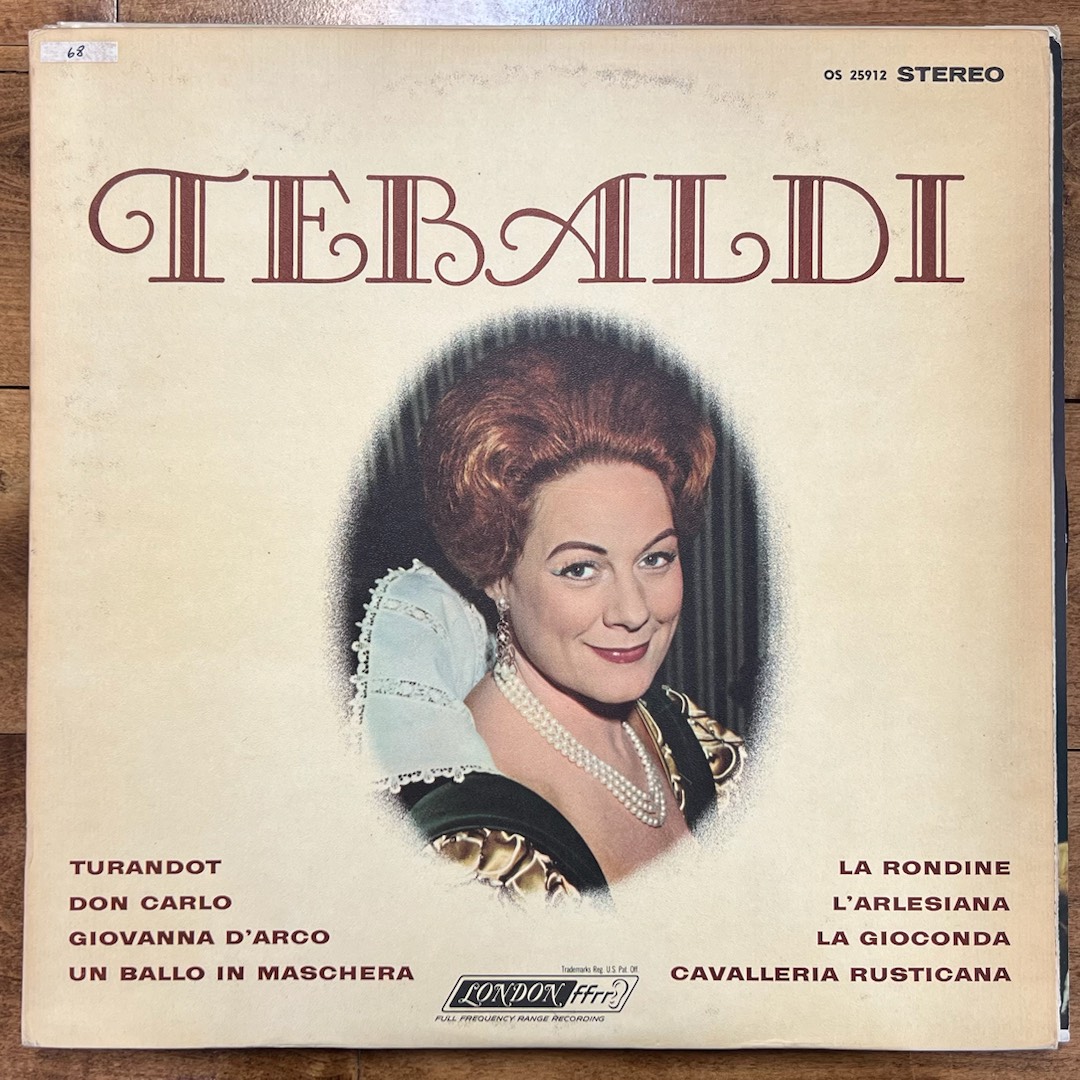 68
OS 25912 STEREO
TEBALDI
TURANDOT
DON CARLO
GIOVANNA D'ARCO
UN BALLO IN MASCHERA
LA RONDINE
L'ARLESIANA
LA GIOCONDA
CAVALLERIA RUSTICANA
Trademarks Reg. U.S. Pat. Off.
LONDON ffrr
FULL FREQUENCY RANGE RECORDING